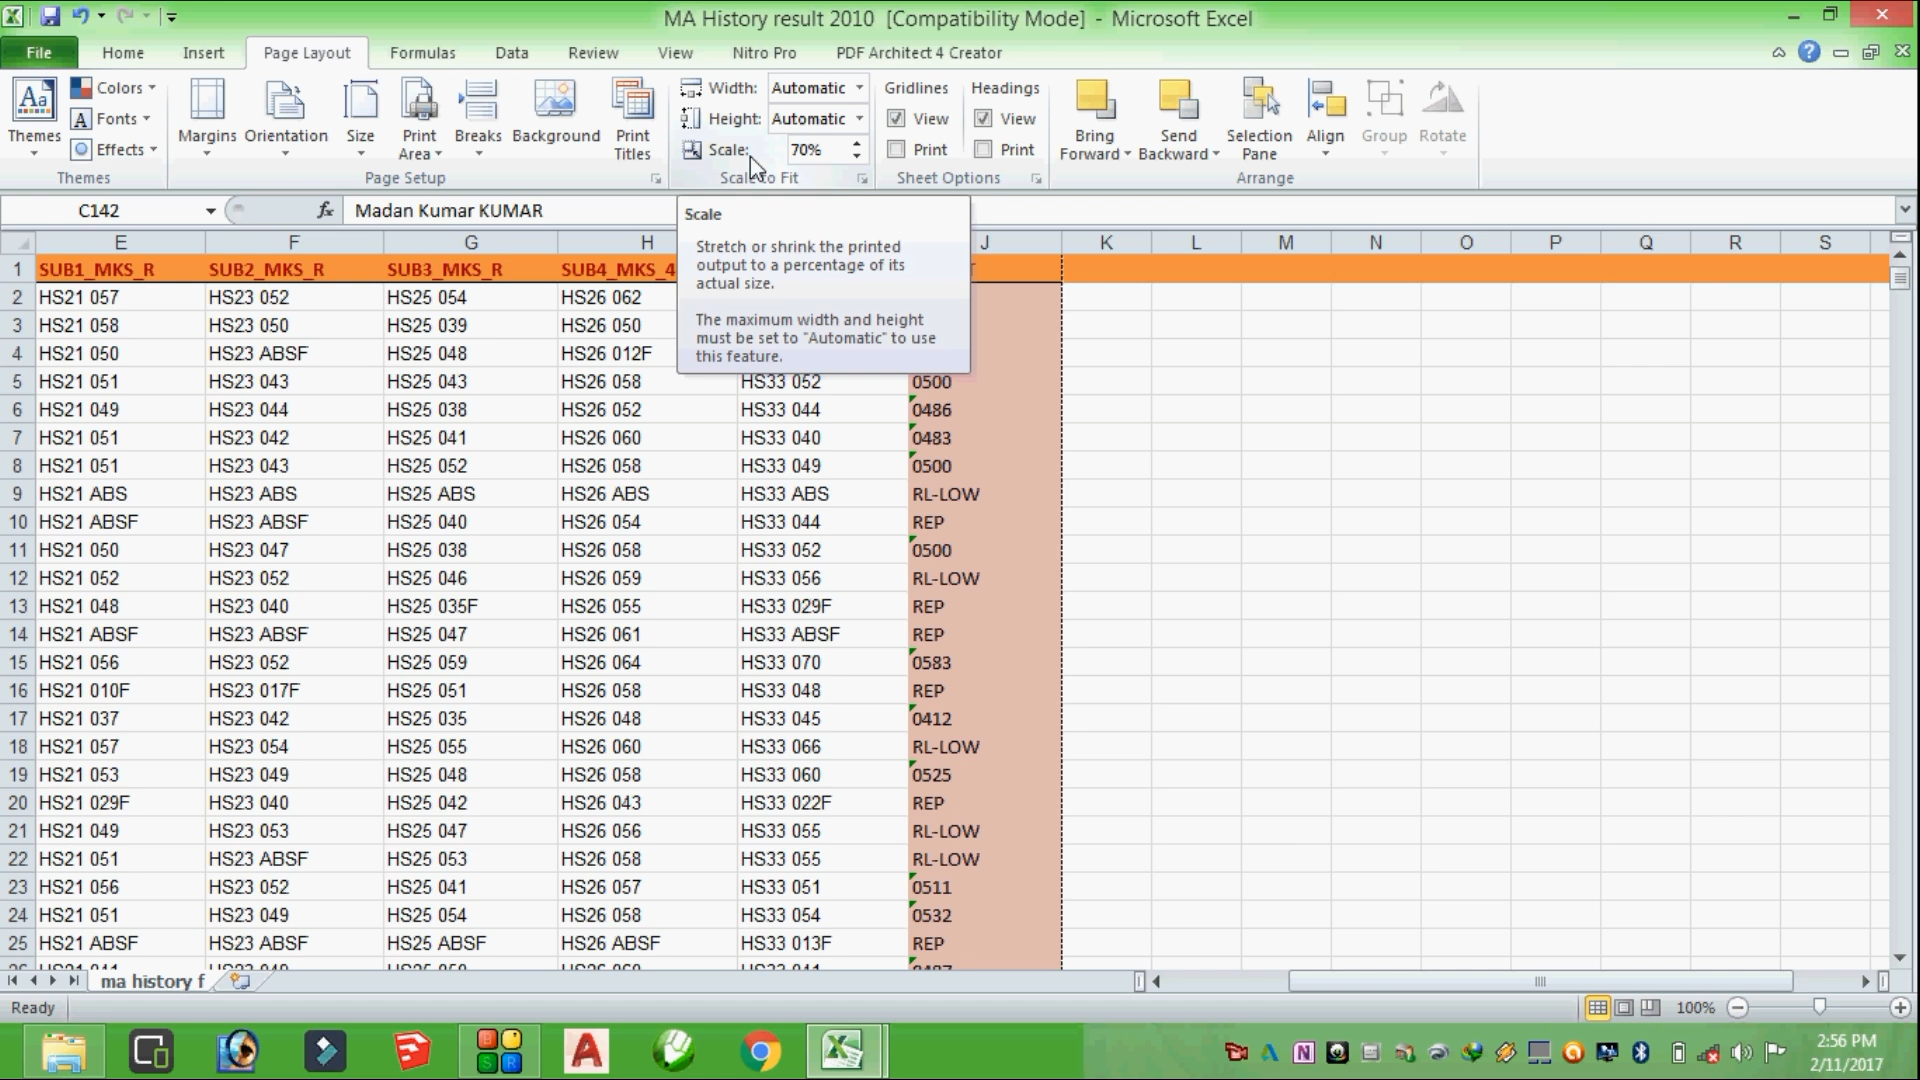 MA History result 2010 [Compatibility Mode] - Microsoft Excel
File Home Insert Page Layout Formulas Data Review View Nitro Pro PDF Architect 4 Creator
Colors Width: Automatic Gridlines Headings
Fonts Height: Automatic View View
Themes Margins Orientation Size Print Area Breaks Background Print Titles Bring Forward Send Backward Selection Pane Align Group Rotate
Effects Scale: 70% Print Print
Themes Page Setup Scale to Fit Sheet Options Arrange
C142 fx Madan Kumar KUMAR
Scale
Stretch or shrink the printed
output to a percentage of its
actual size.
The maximum width and height
must be set to "Automatic" to use
this feature.
E F G H J K L M N O P Q R S
1 SUB1_MKS_R SUB2_MKS_R SUB3_MKS_R SUB4_MKS_4
2 HS21 057 HS23 052 HS25 054 HS26 062
3 HS21 058 HS23 050 HS25 039 HS26 050
4 HS21 050 HS23 ABSF HS25 048 HS26 012F
5 HS21 051 HS23 043 HS25 043 HS26 058 HS33 052 0500
6 HS21 049 HS23 044 HS25 038 HS26 052 HS33 044 0486
7 HS21 051 HS23 042 HS25 041 HS26 060 HS33 040 0483
8 HS21 051 HS23 043 HS25 052 HS26 058 HS33 049 0500
9 HS21 ABS HS23 ABS HS25 ABS HS26 ABS HS33 ABS RL-LOW
10 HS21 ABSF HS23 ABSF HS25 040 HS26 054 HS33 044 REP
11 HS21 050 HS23 047 HS25 038 HS26 058 HS33 052 0500
12 HS21 052 HS23 052 HS25 046 HS26 059 HS33 056 RL-LOW
13 HS21 048 HS23 040 HS25 035F HS26 055 HS33 029F REP
14 HS21 ABSF HS23 ABSF HS25 047 HS26 061 HS33 ABSF REP
15 HS21 056 HS23 052 HS25 059 HS26 064 HS33 070 0583
16 HS21 010F HS23 017F HS25 051 HS26 058 HS33 048 REP
17 HS21 037 HS23 042 HS25 035 HS26 048 HS33 045 0412
18 HS21 057 HS23 054 HS25 055 HS26 060 HS33 066 RL-LOW
19 HS21 053 HS23 049 HS25 048 HS26 058 HS33 060 0525
20 HS21 029F HS23 040 HS25 042 HS26 043 HS33 022F REP
21 HS21 049 HS23 053 HS25 047 HS26 056 HS33 055 RL-LOW
22 HS21 051 HS23 ABSF HS25 053 HS26 058 HS33 055 RL-LOW
23 HS21 056 HS23 052 HS25 041 HS26 057 HS33 051 0511
24 HS21 051 HS23 049 HS25 054 HS26 058 HS33 054 0532
25 HS21 ABSF HS23 ABSF HS25 ABSF HS26 ABSF HS33 013F REP
ma history f
Ready 100%
2:56 PM
2/11/2017